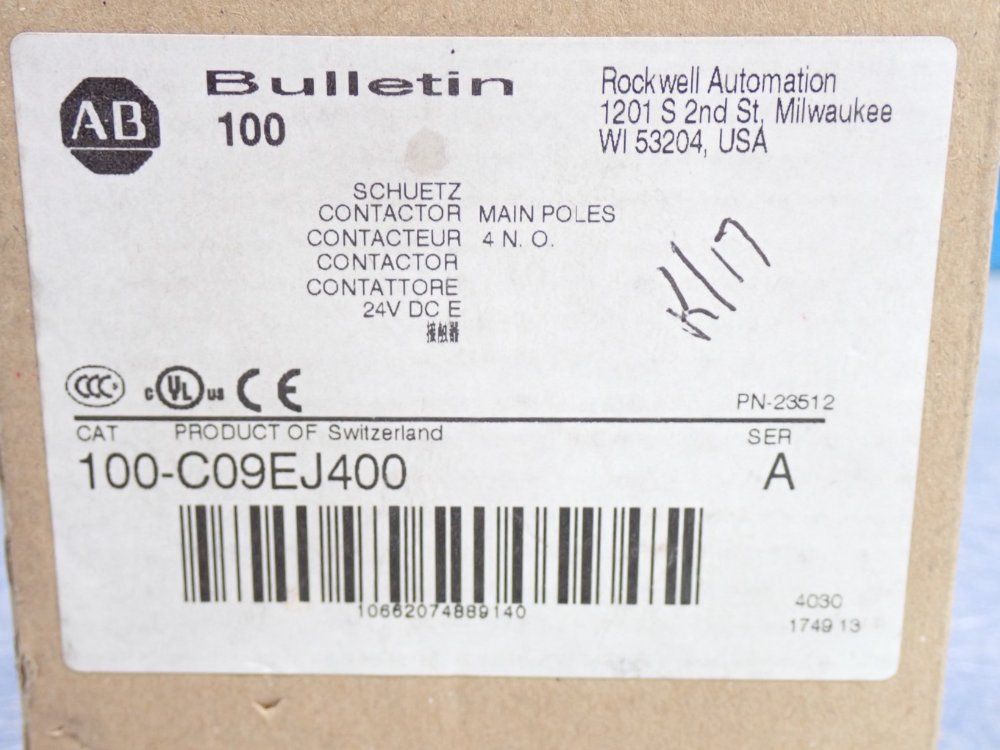 AB
Bulletin
100
Rockwell Automation
1201 S 2nd St, Milwaukee
WI 53204, USA
SCHUETZ
CONTACTOR MAIN POLES
CONTACTEUR 4 N. O.
CONTACTOR
CONTATTORE
24V DC E
接触器
K/17
CCC c UL us CE
PN-23512
CAT PRODUCT OF Switzerland SER
100-C09EJ400 A
10662074889140
4030
1749 13